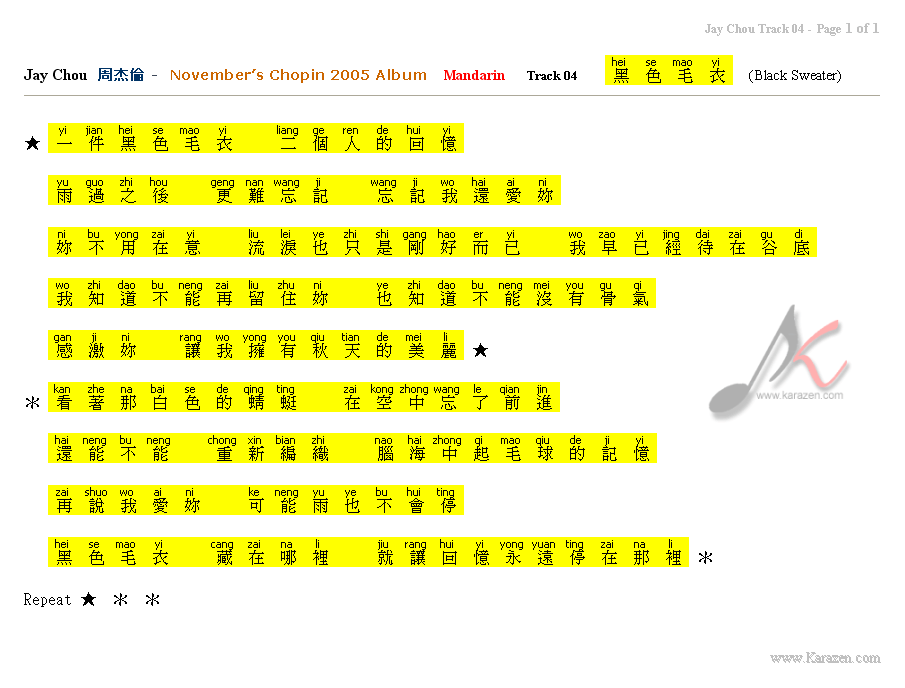 Jay Chou Track 04 - Page 1 of 1
Jay Chou 周杰倫 - November's Chopin 2005 Album Mandarin Track 04 hei se mao yi 黑色毛衣 (Black Sweater)
yi jian hei se mao yi liang ge ren de hui yi
★ 一件黑色毛衣 二個人的回憶
yu guo zhi hou geng nan wang ji wang ji wo hai ai ni
雨過之後 更難忘記 忘記我還愛妳
ni bu yong zai yi liu lei ye zhi shi gang hao er yi wo zao yi jing dai zai gu di
妳不用在意 流淚也只是剛好而已 我早已經待在谷底
wo zhi dao bu neng zai liu zhu ni ye zhi dao bu neng mei you gu qi
我知道不能再留住妳 也知道不能沒有骨氣
gan ji ni rang wo yong you qiu tian de mei li
感激妳 讓我擁有秋天的美麗 ★
kan zhe na bai se de qing ting zai kong zhong wang le qian jin
＊ 看著那白色的蜻蜓 在空中忘了前進
hai neng bu neng chong xin bian zhi nao hai zhong qi mao qiu de ji yi
還能不能 重新編織 腦海中起毛球的記憶
zai shuo wo ai ni ke neng yu ye bu hui ting
再說我愛妳 可能雨也不會停
hei se mao yi cang zai na li jiu rang hui yi yong yuan ting zai na li
黑色毛衣 藏在哪裡 就讓回憶永遠停在那裡 ＊
Repeat ★ ＊ ＊
www.karazen.com
www.Karazen.com